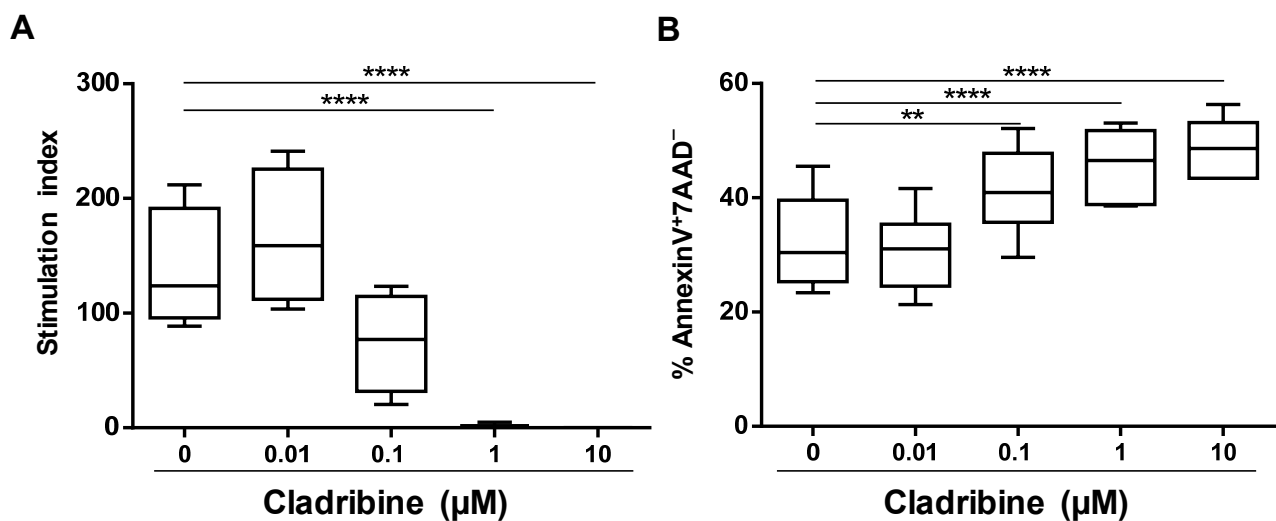 A
Stimulation index
300
200
100
0
****
****
0 0.01 0.1 1 10
Cladribine (µM)
B
% AnnexinV⁺7AAD⁻
60
40
20
0
****
****
**
0 0.01 0.1 1 10
Cladribine (µM)